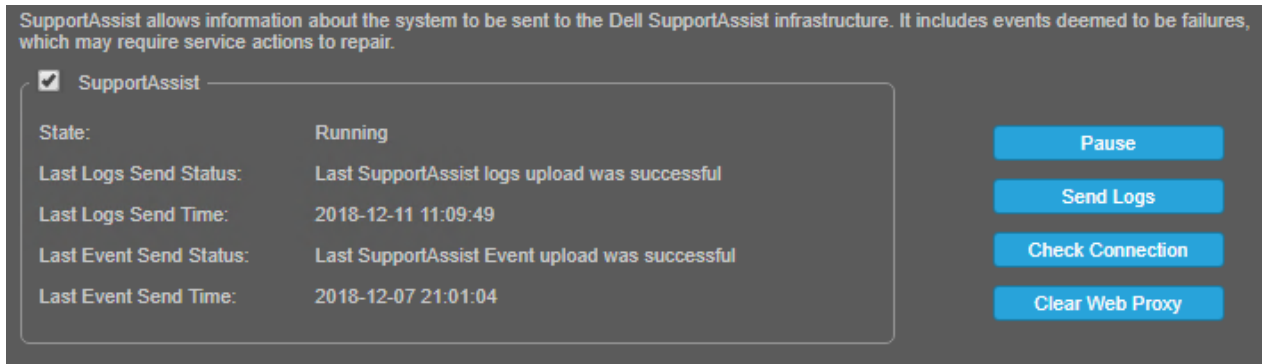 SupportAssist allows information about the system to be sent to the Dell SupportAssist infrastructure. It includes events deemed to be failures,
which may require service actions to repair.
SupportAssist
State: Running
Last Logs Send Status: Last SupportAssist logs upload was successful
Last Logs Send Time: 2018-12-11 11:09:49
Last Event Send Status: Last SupportAssist Event upload was successful
Last Event Send Time: 2018-12-07 21:01:04
Pause
Send Logs
Check Connection
Clear Web Proxy